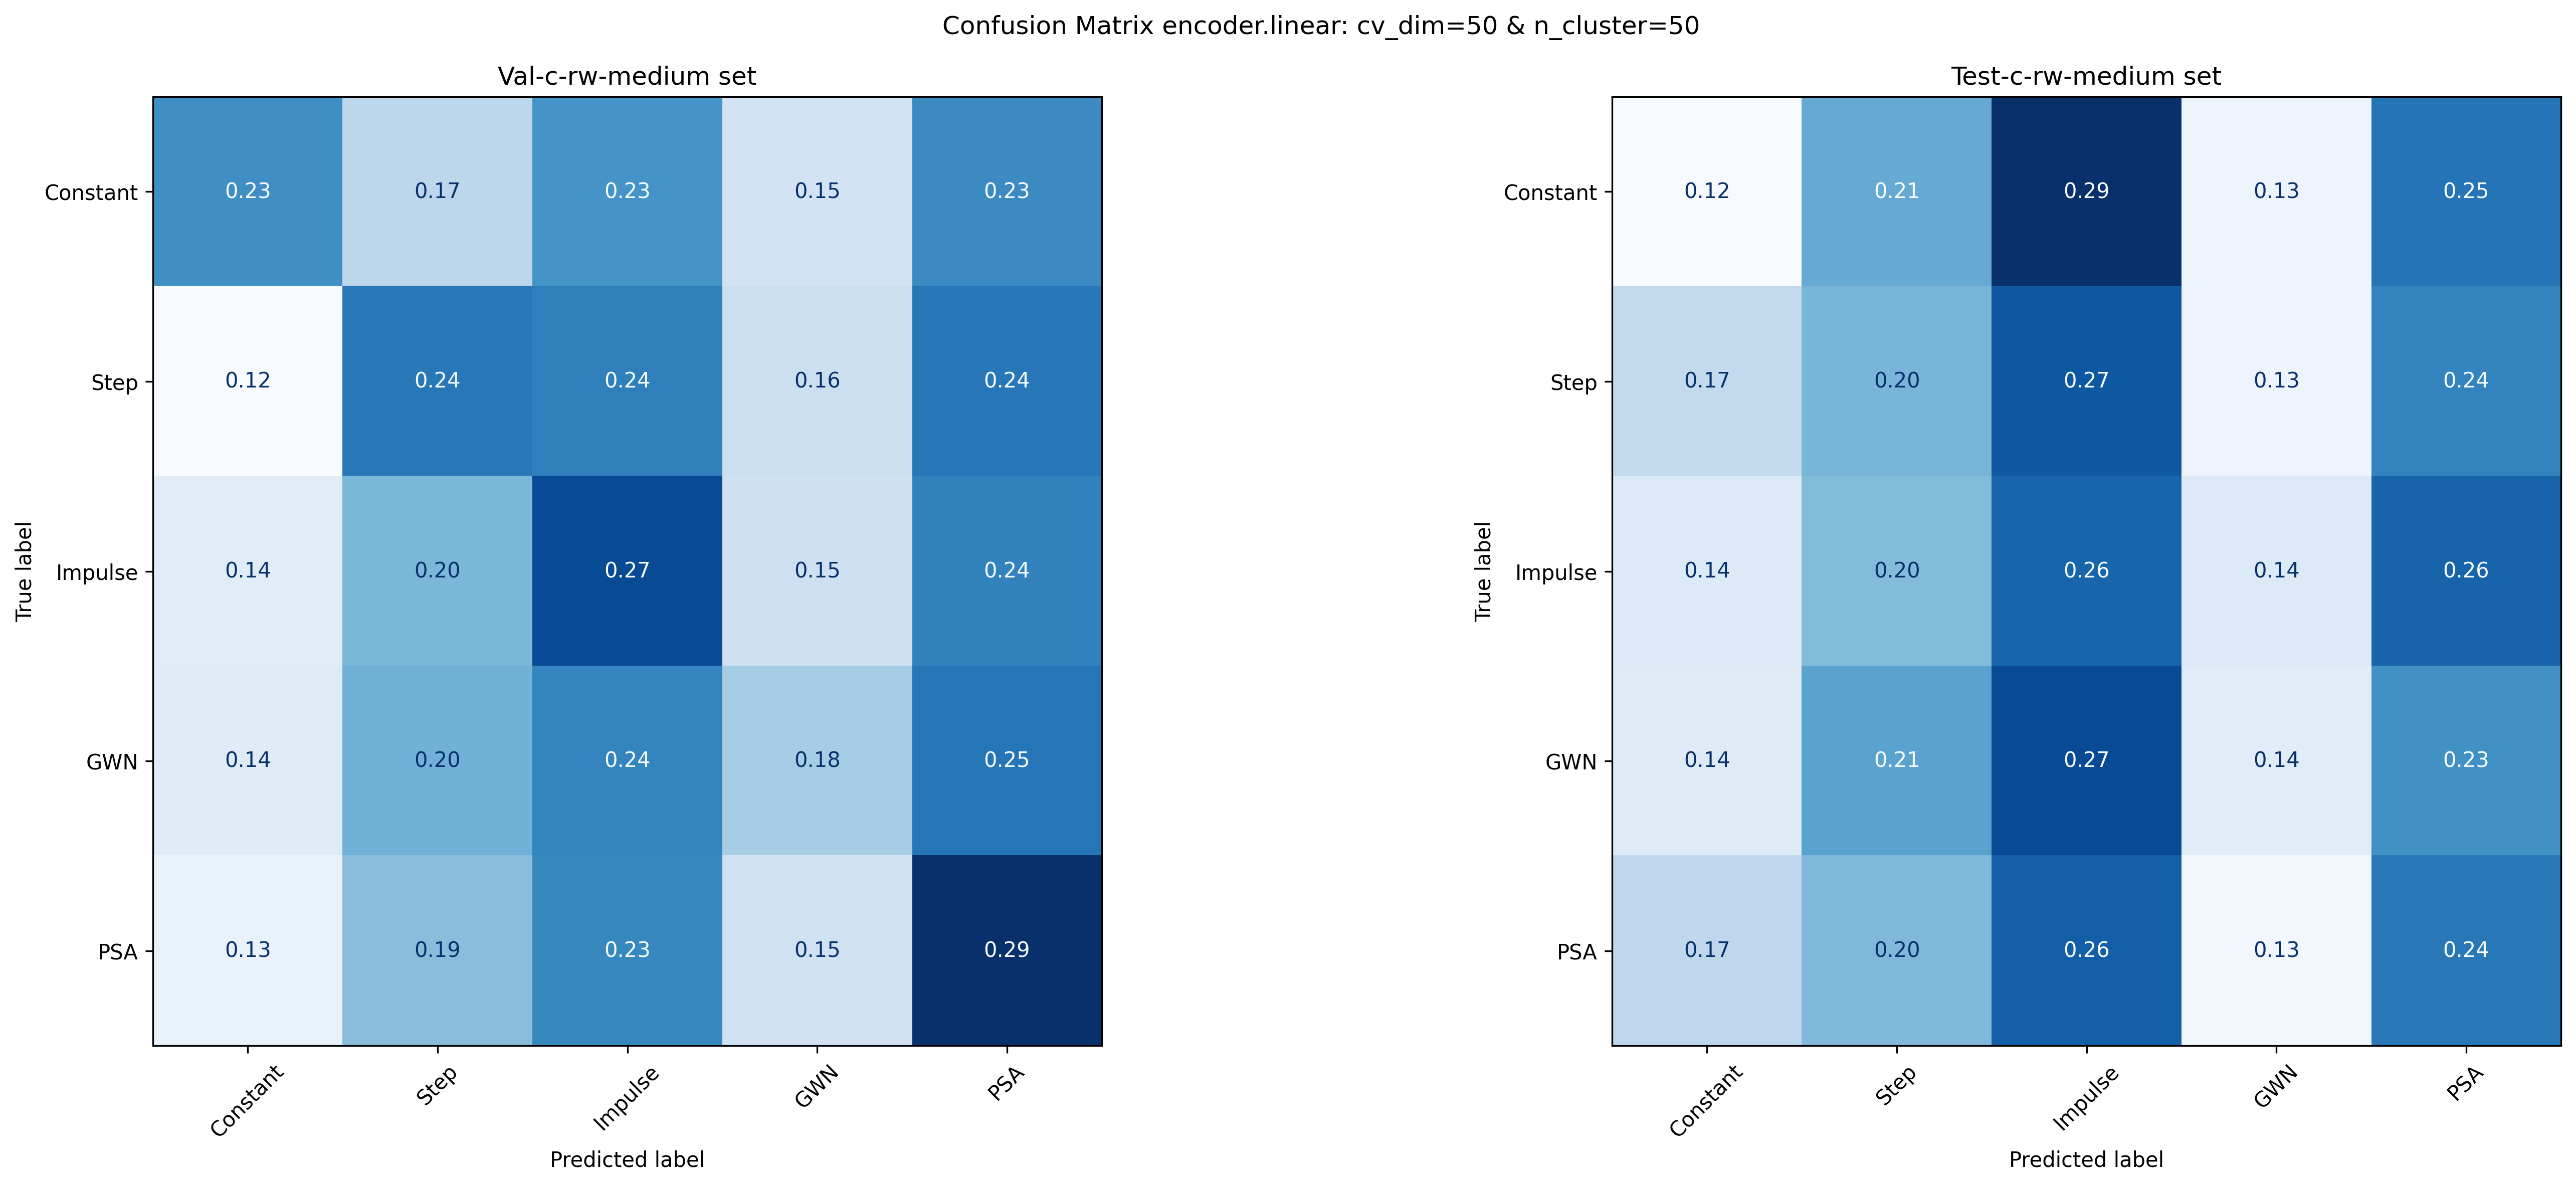 Confusion Matrix encoder.linear: cv_dim=50 & n_cluster=50
Val-c-rw-medium set
True label
Constant 0.23 0.17 0.23 0.15 0.23
Step 0.12 0.24 0.24 0.16 0.24
Impulse 0.14 0.20 0.27 0.15 0.24
GWN 0.14 0.20 0.24 0.18 0.25
PSA 0.13 0.19 0.23 0.15 0.29
Constant Step Impulse GWN PSA
Predicted label
Test-c-rw-medium set
True label
Constant 0.12 0.21 0.29 0.13 0.25
Step 0.17 0.20 0.27 0.13 0.24
Impulse 0.14 0.20 0.26 0.14 0.26
GWN 0.14 0.21 0.27 0.14 0.23
PSA 0.17 0.20 0.26 0.13 0.24
Constant Step Impulse GWN PSA
Predicted label